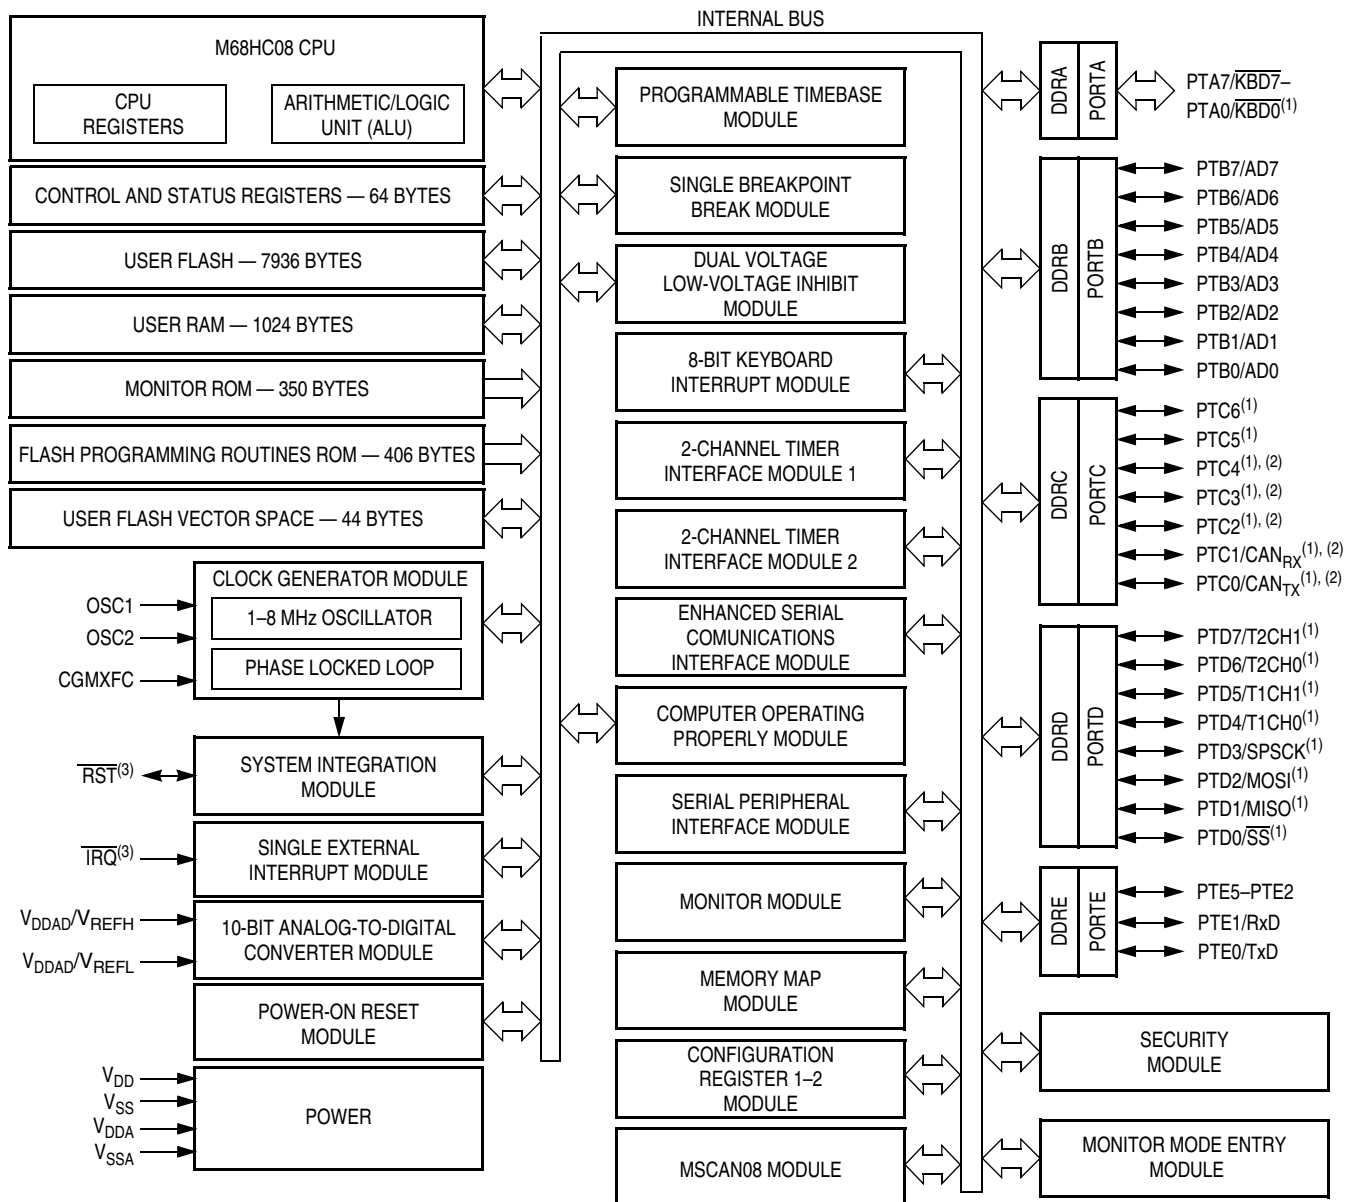 INTERNAL BUS
M68HC08 CPU
CPU
REGISTERS
ARITHMETIC/LOGIC
UNIT (ALU)
CONTROL AND STATUS REGISTERS — 64 BYTES
USER FLASH — 7936 BYTES
USER RAM — 1024 BYTES
MONITOR ROM — 350 BYTES
FLASH PROGRAMMING ROUTINES ROM — 406 BYTES
USER FLASH VECTOR SPACE — 44 BYTES
CLOCK GENERATOR MODULE
1–8 MHz OSCILLATOR
PHASE LOCKED LOOP
OSC1
OSC2
CGMXFC
SYSTEM INTEGRATION
MODULE
RST(3)
SINGLE EXTERNAL
INTERRUPT MODULE
IRQ(3)
10-BIT ANALOG-TO-DIGITAL
CONVERTER MODULE
VDDAD/VREFH
VDDAD/VREFL
POWER-ON RESET
MODULE
POWER
VDD
VSS
VDDA
VSSA
PROGRAMMABLE TIMEBASE
MODULE
SINGLE BREAKPOINT
BREAK MODULE
DUAL VOLTAGE
LOW-VOLTAGE INHIBIT
MODULE
8-BIT KEYBOARD
INTERRUPT MODULE
2-CHANNEL TIMER
INTERFACE MODULE 1
2-CHANNEL TIMER
INTERFACE MODULE 2
ENHANCED SERIAL
COMUNICATIONS
INTERFACE MODULE
COMPUTER OPERATING
PROPERLY MODULE
SERIAL PERIPHERAL
INTERFACE MODULE
MONITOR MODULE
MEMORY MAP
MODULE
CONFIGURATION
REGISTER 1–2
MODULE
MSCAN08 MODULE
DDRA
PORTA
PTA7/KBD7–
PTA0/KBD0(1)
DDRB
PORTB
PTB7/AD7
PTB6/AD6
PTB5/AD5
PTB4/AD4
PTB3/AD3
PTB2/AD2
PTB1/AD1
PTB0/AD0
DDRC
PORTC
PTC6(1)
PTC5(1)
PTC4(1), (2)
PTC3(1), (2)
PTC2(1), (2)
PTC1/CANRX(1), (2)
PTC0/CANTX(1), (2)
DDRD
PORTD
PTD7/T2CH1(1)
PTD6/T2CH0(1)
PTD5/T1CH1(1)
PTD4/T1CH0(1)
PTD3/SPSCK(1)
PTD2/MOSI(1)
PTD1/MISO(1)
PTD0/SS(1)
DDRE
PORTE
PTE5–PTE2
PTE1/RxD
PTE0/TxD
SECURITY
MODULE
MONITOR MODE ENTRY
MODULE